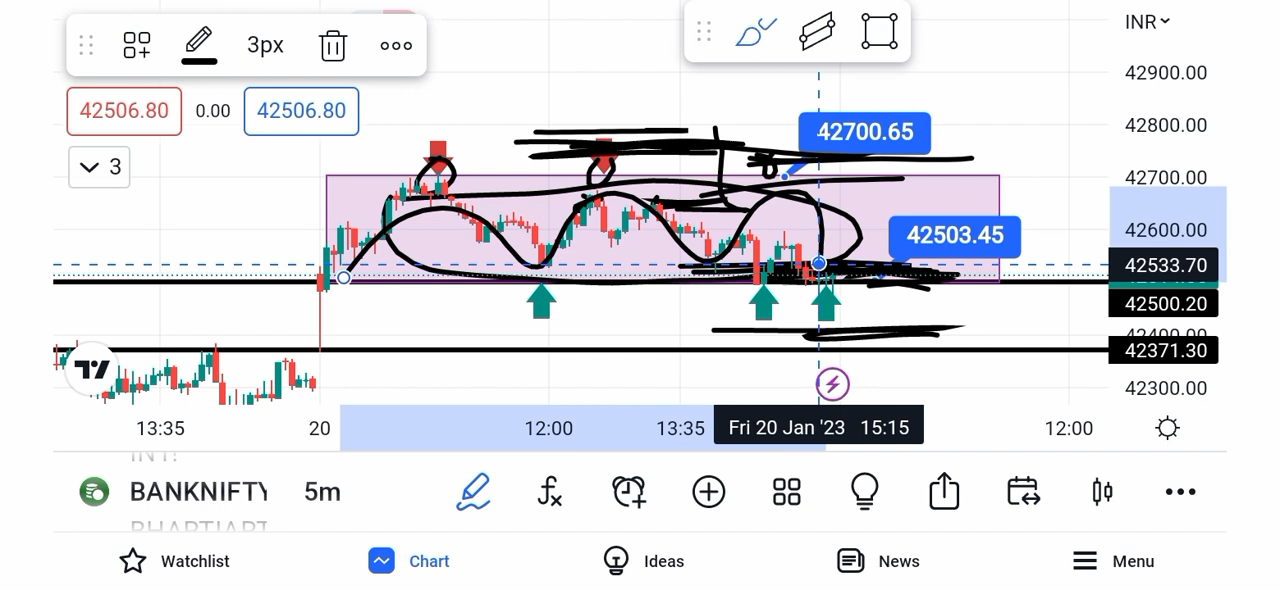 INR
3px
42900.00
42506.80 0.00 42506.80
42800.00
42700.65
3
42700.00
42600.00
42503.45
42533.70
42500.20
42400.00
42371.30
42300.00
13:35 20 12:00 13:35 Fri 20 Jan '23 15:15 12:00
BANKNIFTY 5m
Watchlist Chart Ideas News Menu